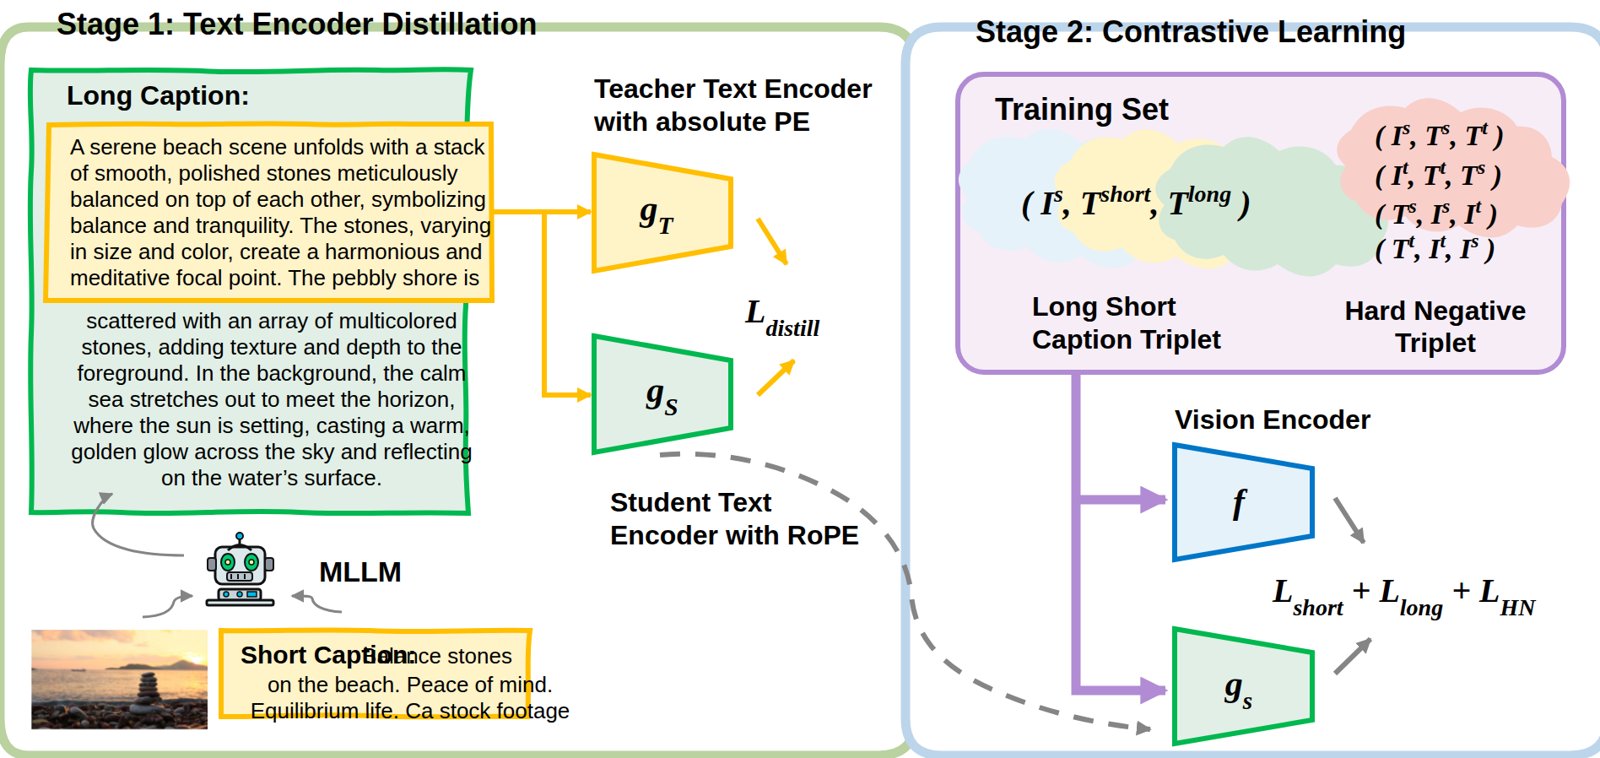 Stage 1: Text Encoder Distillation
Long Caption:
A serene beach scene unfolds with a stack
of smooth, polished stones meticulously
balanced on top of each other, symbolizing
balance and tranquility. The stones, varying
in size and color, create a harmonious and
meditative focal point. The pebbly shore is
scattered with an array of multicolored
stones, adding texture and depth to the
foreground. In the background, the calm
sea stretches out to meet the horizon,
where the sun is setting, casting a warm,
golden glow across the sky and reflecting
on the water’s surface.
MLLM
Short Caption: Balance stones
on the beach. Peace of mind.
Equilibrium life. Ca stock footage
Teacher Text Encoder
with absolute PE
g_T
L_distill
g_S
Student Text
Encoder with RoPE
Stage 2: Contrastive Learning
Training Set
( I^s, T^short, T^long )
Long Short
Caption Triplet
( I^s, T^s, T^t )
( I^t, T^t, T^s )
( T^s, I^s, I^t )
( T^t, I^t, I^s )
Hard Negative
Triplet
Vision Encoder
f
L_short + L_long + L_HN
g_s